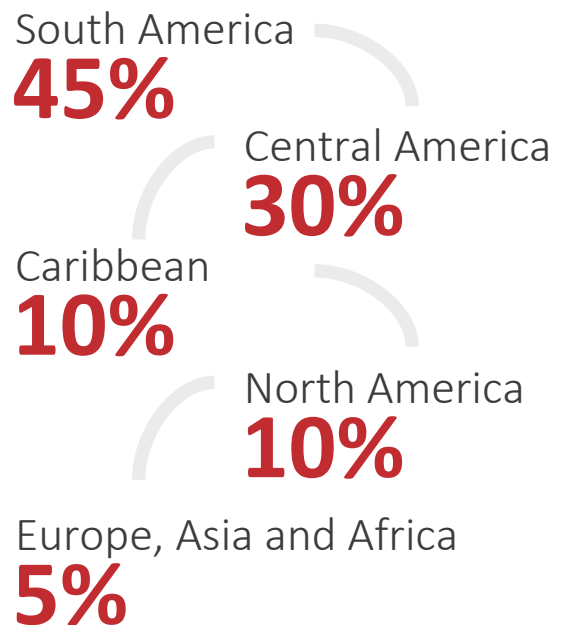 South America
45%
Central America
30%
Caribbean
10%
North America
10%
Europe, Asia and Africa
5%